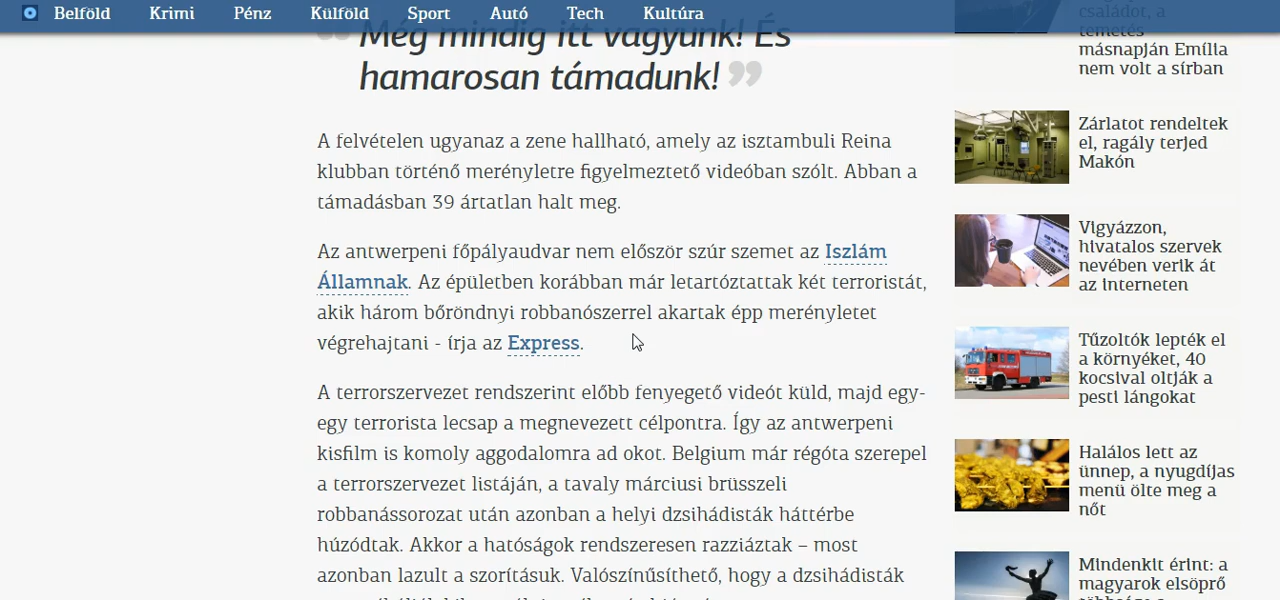 Belföld Krimi Pénz Külföld Sport Autó Tech Kultúra
"Még mindig itt vagyunk! És
hamarosan támadunk!"
A felvételen ugyanaz a zene hallható, amely az isztambuli Reina
klubban történő merényletre figyelmeztető videóban szólt. Abban a
támadásban 39 ártatlan halt meg.
Az antwerpeni főpályaudvar nem először szúr szemet az Iszlám
Államnak. Az épületben korábban már letartóztattak két terroristát,
akik három bőröndnyi robbanószerrel akartak épp merényletet
végrehajtani - írja az Express.
A terrorszervezet rendszerint előbb fenyegető videót küld, majd egy-
egy terrorista lecsap a megnevezett célpontra. Így az antwerpeni
kisfilm is komoly aggodalomra ad okot. Belgium már régóta szerepel
a terrorszervezet listáján, a tavaly márciusi brüsszeli
robbanássorozat után azonban a helyi dzsihádisták háttérbe
húzódtak. Akkor a hatóságok rendszeresen razziáztak – most
azonban lazult a szorításuk. Valószínűsíthető, hogy a dzsihádisták
családot, a
temetés
másnapján Emília
nem volt a sírban
Zárlatot rendeltek
el, ragály terjed
Makón
Vigyázzon,
hivatalos szervek
nevében verik át
az interneten
Tűzoltók lepték el
a környéket, 40
kocsival oltják a
pesti lángokat
Halálos lett az
ünnep, a nyugdíjas
menü ölte meg a
nőt
Mindenkit érint: a
magyarok elsöprő